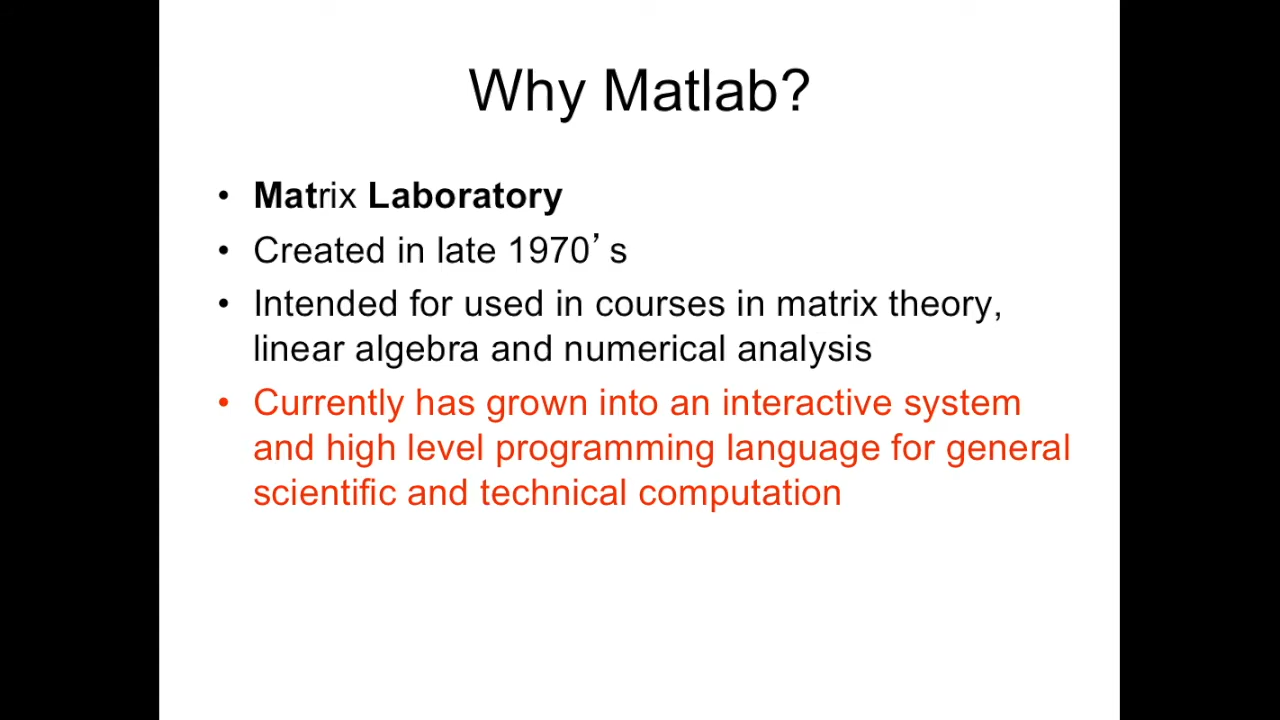 Why Matlab?
• Matrix Laboratory
• Created in late 1970’s
• Intended for used in courses in matrix theory,
linear algebra and numerical analysis
• Currently has grown into an interactive system
and high level programming language for general
scientific and technical computation